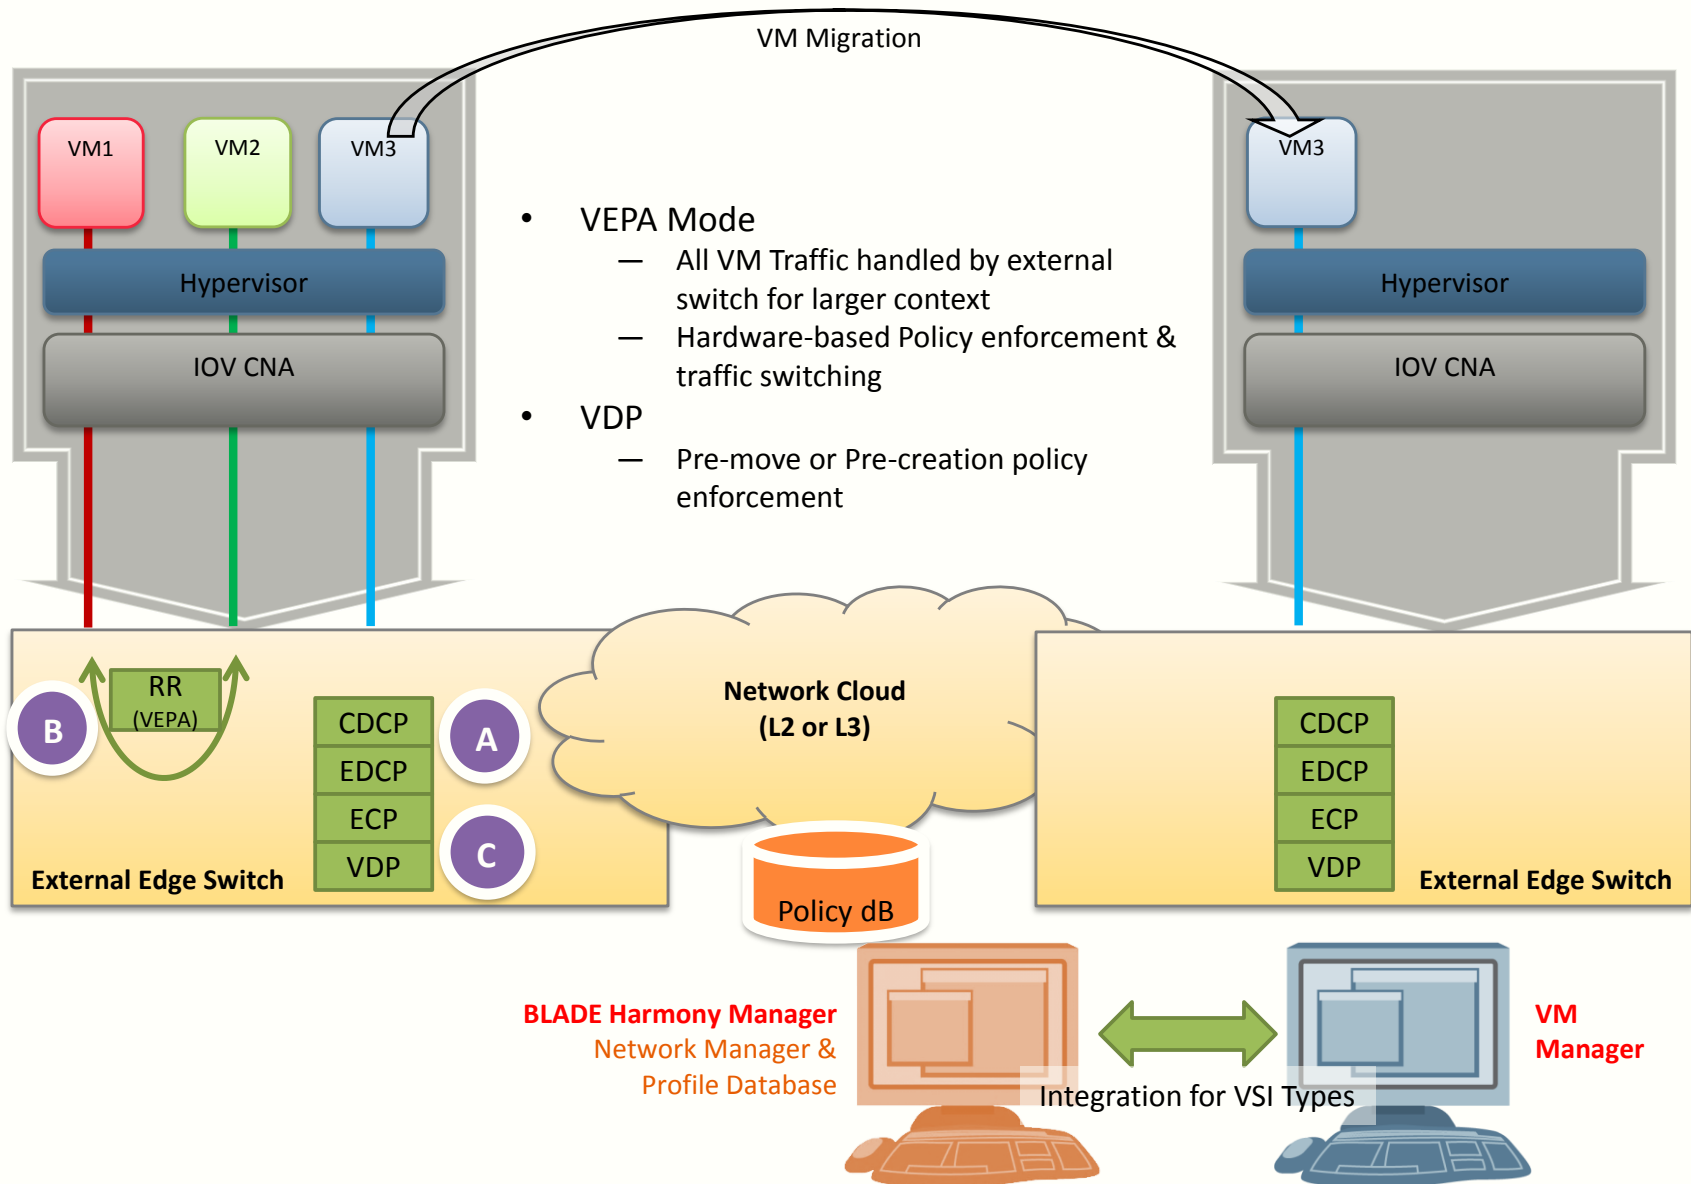 VM Migration
VM1
VM2
VM3
VM3
Hypervisor
IOV CNA
Hypervisor
IOV CNA
• VEPA Mode
— All VM Traffic handled by external
switch for larger context
— Hardware-based Policy enforcement &
traffic switching
• VDP
— Pre-move or Pre-creation policy
enforcement
B
RR
(VEPA)
CDCP
EDCP
ECP
VDP
A
C
External Edge Switch
Network Cloud
(L2 or L3)
Policy dB
CDCP
EDCP
ECP
VDP
External Edge Switch
BLADE Harmony Manager
Network Manager &
Profile Database
Integration for VSI Types
VM
Manager